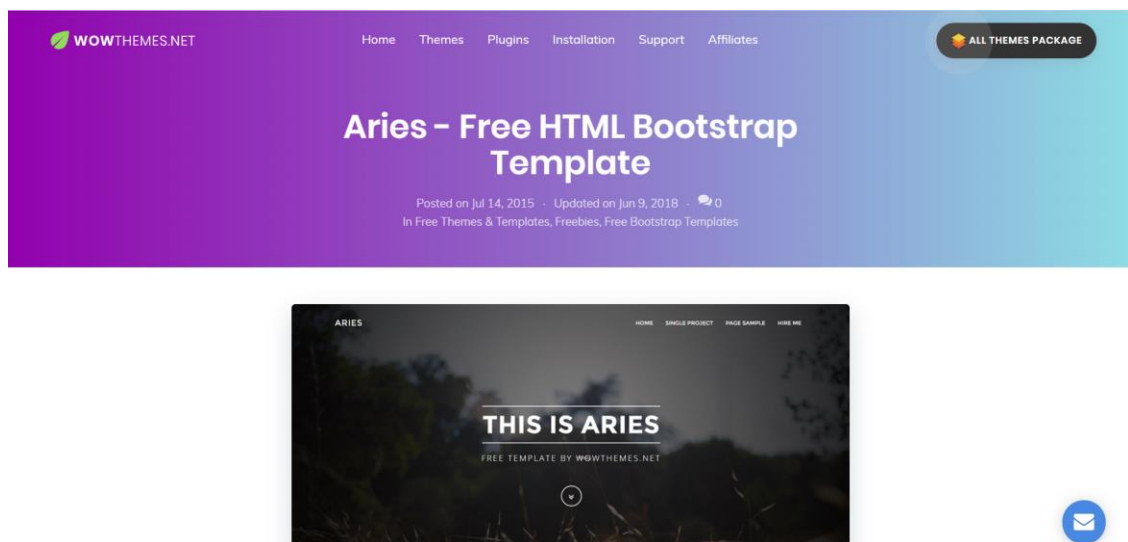 WOWTHEMES.NET
Home Themes Plugins Installation Support Affiliates
ALL THEMES PACKAGE
Aries - Free HTML Bootstrap
Template
Posted on Jul 14, 2015 · Updated on Jun 9, 2018 · 0
In Free Themes & Templates, Freebies, Free Bootstrap Templates
ARIES
HOME SINGLE PROJECT PAGE SAMPLE HIRE ME
THIS IS ARIES
FREE TEMPLATE BY WOWTHEMES.NET